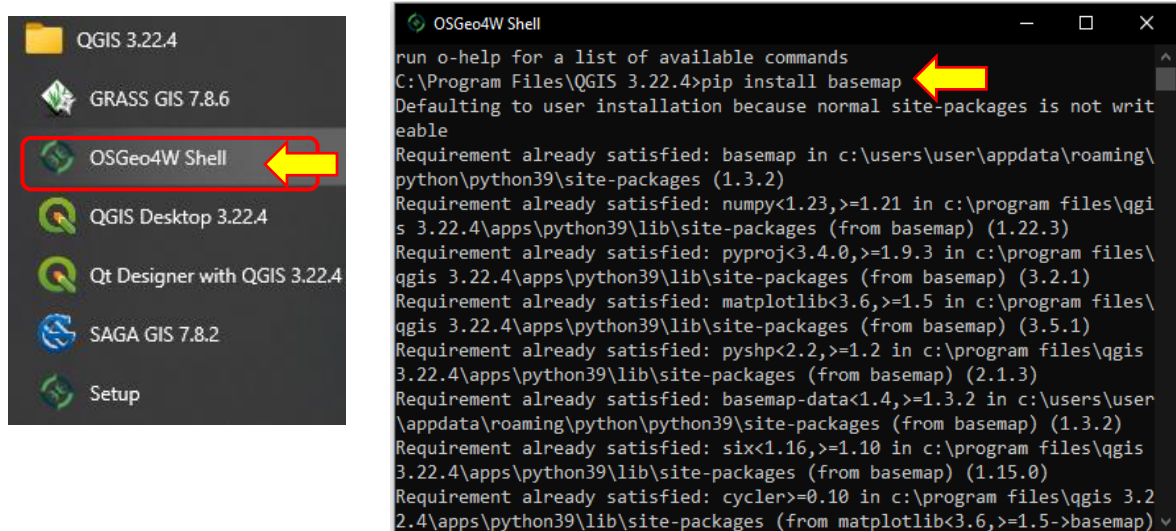 QGIS 3.22.4
GRASS GIS 7.8.6
OSGeo4W Shell
QGIS Desktop 3.22.4
Qt Designer with QGIS 3.22.4
SAGA GIS 7.8.2
Setup
OSGeo4W Shell
run o-help for a list of available commands
C:\Program Files\QGIS 3.22.4>pip install basemap
Defaulting to user installation because normal site-packages is not writ
eable
Requirement already satisfied: basemap in c:\users\user\appdata\roaming\
python\python39\site-packages (1.3.2)
Requirement already satisfied: numpy<1.23,>=1.21 in c:\program files\qgi
s 3.22.4\apps\python39\lib\site-packages (from basemap) (1.22.3)
Requirement already satisfied: pyproj<3.4.0,>=1.9.3 in c:\program files\
qgis 3.22.4\apps\python39\lib\site-packages (from basemap) (3.2.1)
Requirement already satisfied: matplotlib<3.6,>=1.5 in c:\program files\
qgis 3.22.4\apps\python39\lib\site-packages (from basemap) (3.5.1)
Requirement already satisfied: pyshp<2.2,>=1.2 in c:\program files\qgis
3.22.4\apps\python39\lib\site-packages (from basemap) (2.1.3)
Requirement already satisfied: basemap-data<1.4,>=1.3.2 in c:\users\user
\appdata\roaming\python\python39\site-packages (from basemap) (1.3.2)
Requirement already satisfied: six<1.16,>=1.10 in c:\program files\qgis
3.22.4\apps\python39\lib\site-packages (from basemap) (1.15.0)
Requirement already satisfied: cycler>=0.10 in c:\program files\qgis 3.2
2.4\apps\python39\lib\site-packages (from matplotlib<3.6,>=1.5->basemap)